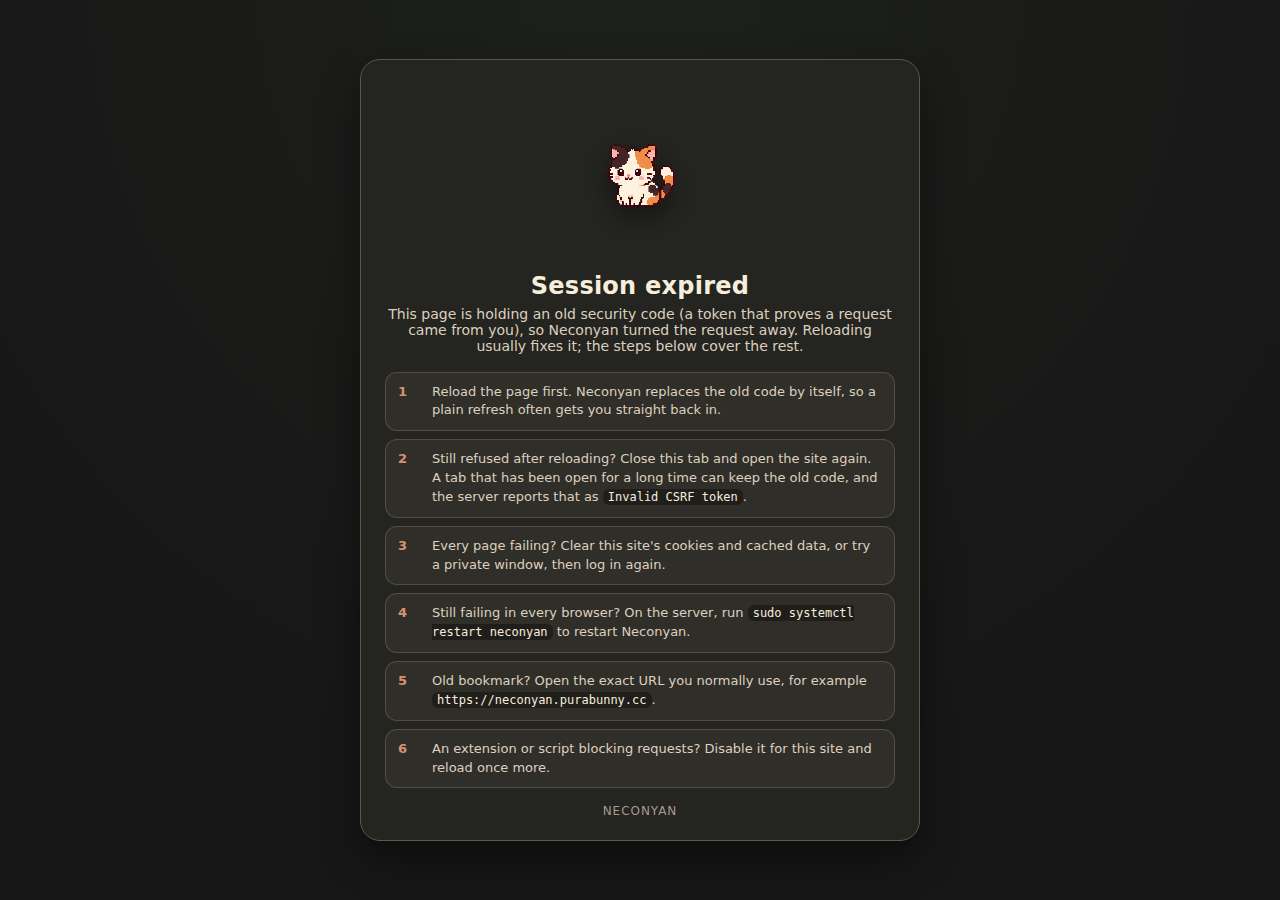 Session expired
This page is holding an old security code (a token that proves a request
came from you), so Neconyan turned the request away. Reloading
usually fixes it; the steps below cover the rest.
1 Reload the page first. Neconyan replaces the old code by itself, so a
plain refresh often gets you straight back in.
2 Still refused after reloading? Close this tab and open the site again.
A tab that has been open for a long time can keep the old code, and
the server reports that as Invalid CSRF token.
3 Every page failing? Clear this site's cookies and cached data, or try
a private window, then log in again.
4 Still failing in every browser? On the server, run sudo systemctl
restart neconyan to restart Neconyan.
5 Old bookmark? Open the exact URL you normally use, for example
https://neconyan.purabunny.cc.
6 An extension or script blocking requests? Disable it for this site and
reload once more.
NECONYAN